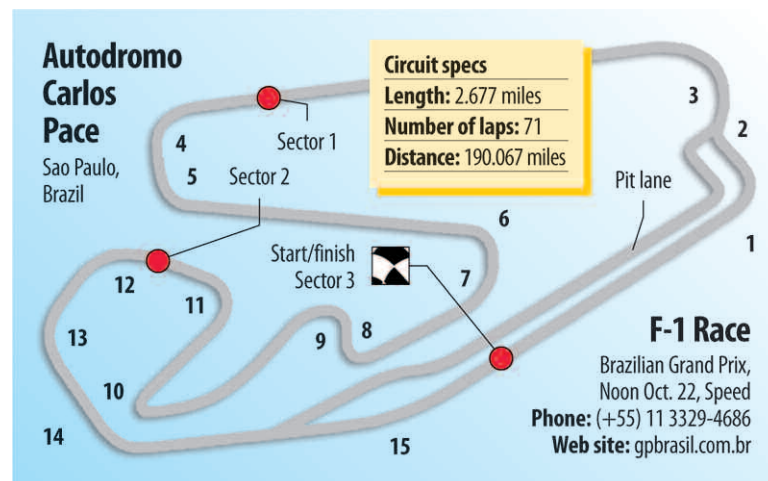 Autodromo
Carlos
Pace
Sao Paulo,
Brazil
Circuit specs
Length: 2.677 miles
Number of laps: 71
Distance: 190.067 miles
3
2
4
Sector 1
5
Sector 2
Pit lane
6
1
Start/finish
Sector 3
7
12
11
13
9
8
10
14
15
F-1 Race
Brazilian Grand Prix,
Noon Oct. 22, Speed
Phone: (+55) 11 3329-4686
Web site: gpbrasil.com.br